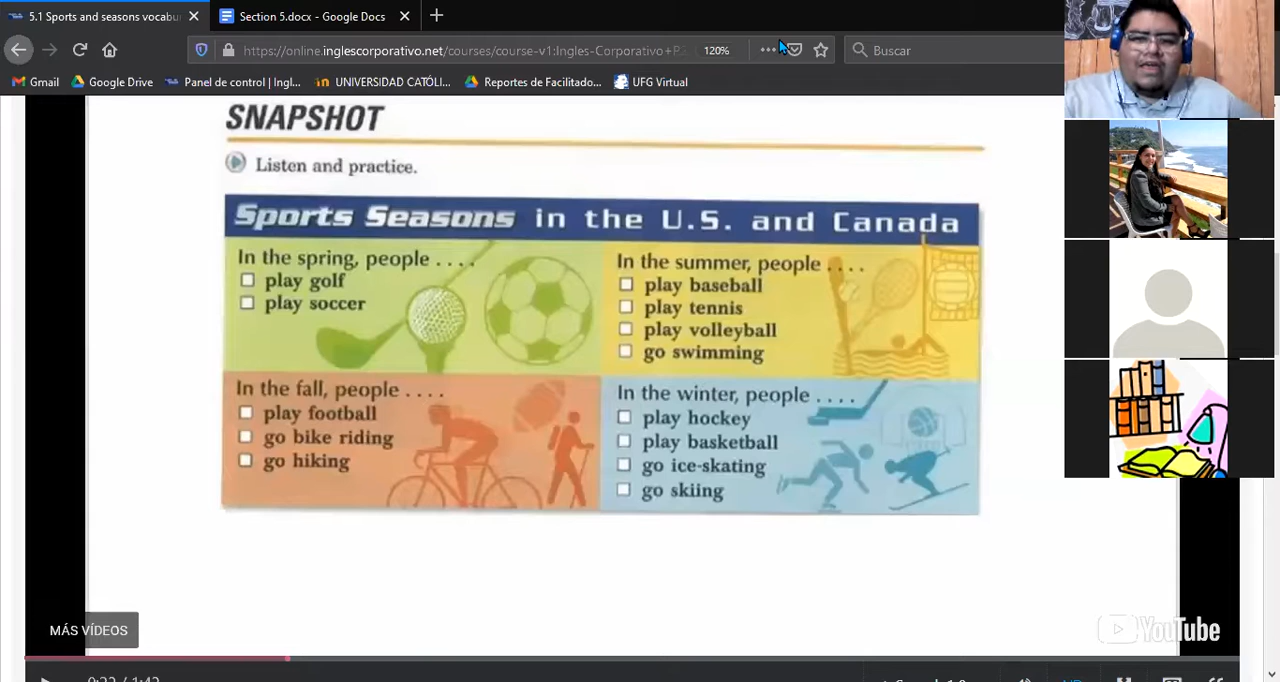 5.1 Sports and seasons vocabu
Section 5.docx - Google Docs
https://online.inglescorporativo.net/courses/course-v1:Ingles-Corporativo+P
120%
Buscar
Gmail
Google Drive
Panel de control | Ingl...
UNIVERSIDAD CATÓLI...
Reportes de Facilitado...
UFG Virtual
SNAPSHOT
Listen and practice.
Sports Seasons in the U.S. and Canada
In the spring, people . . . .
play golf
play soccer
In the summer, people . . . .
play baseball
play tennis
play volleyball
go swimming
In the fall, people . . . .
play football
go bike riding
go hiking
In the winter, people . . . .
play hockey
play basketball
go ice-skating
go skiing
MÁS VÍDEOS
YouTube
0:22 / 1:42